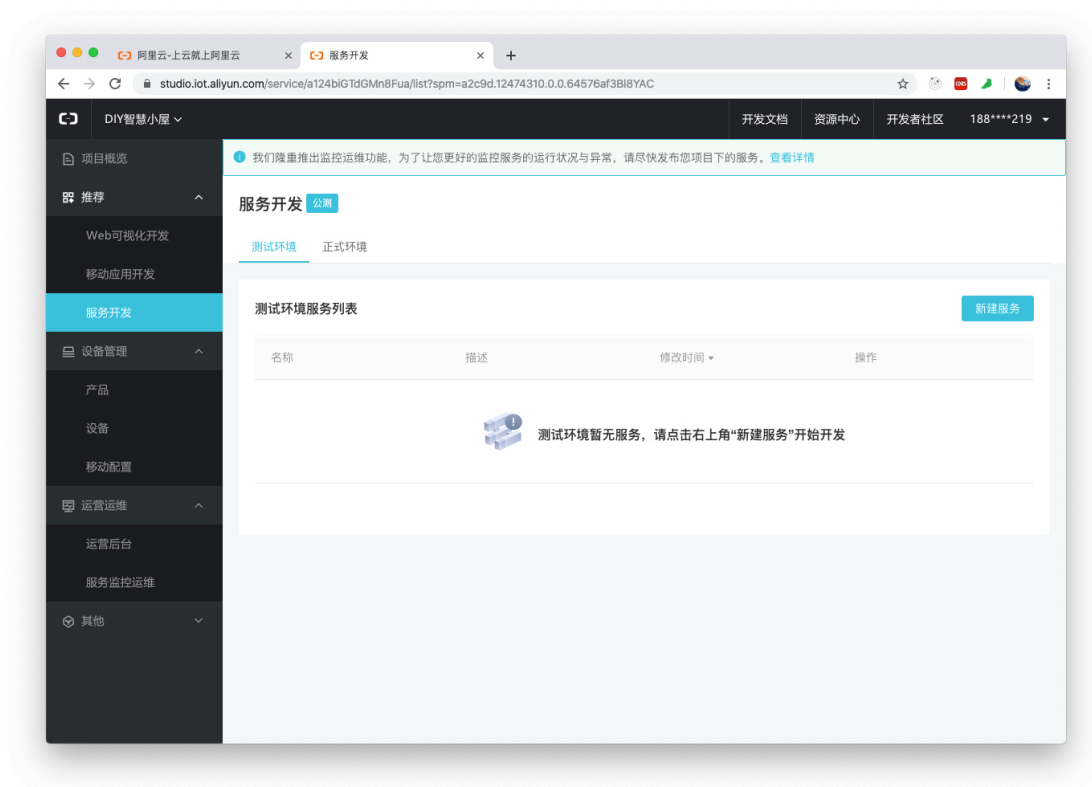 阿里云-上云就上阿里云
服务开发
studio.iot.aliyun.com/service/a124biGTdGMn8Fua/list?spm=a2c9d.12474310.0.0.64576af3Bl8YAC
DIY智慧小屋
开发文档
资源中心
开发者社区
188****219
项目概览
推荐
Web可视化开发
移动应用开发
服务开发
设备管理
产品
设备
移动配置
运营运维
运营后台
服务监控运维
其他
我们隆重推出监控运维功能，为了让您更好的监控服务的运行状况与异常，请尽快发布您项目下的服务。查看详情
服务开发 公测
测试环境 正式环境
测试环境服务列表
新建服务
名称 描述 修改时间 操作
测试环境暂无服务，请点击右上角“新建服务”开始开发